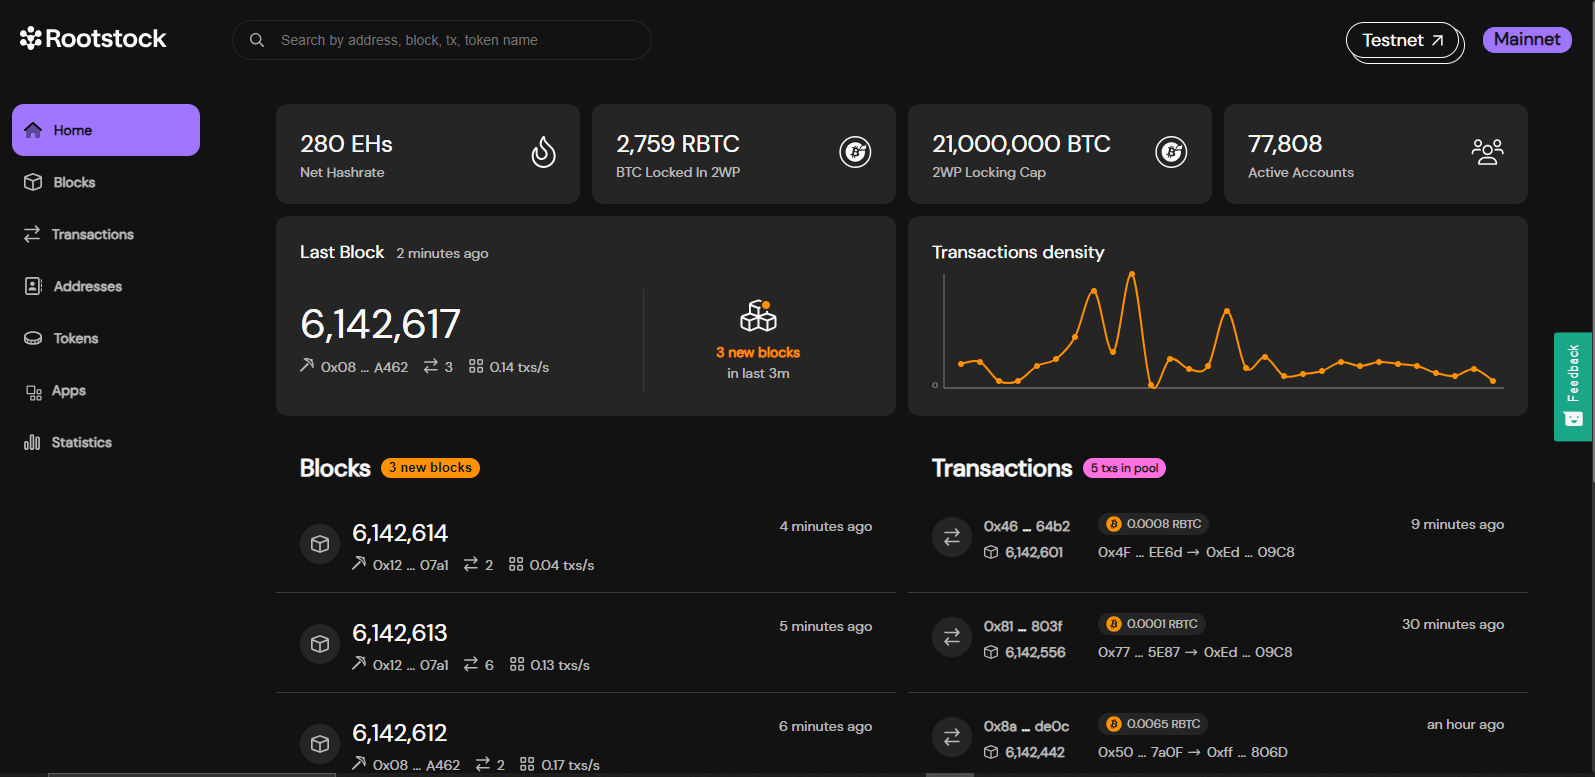 Rootstock
Search by address, block, tx, token name
Testnet
Mainnet
Home
Blocks
Transactions
Addresses
Tokens
Apps
Statistics
280 EHs
Net Hashrate
2,759 RBTC
BTC Locked In 2WP
21,000,000 BTC
2WP Locking Cap
77,808
Active Accounts
Last Block 2 minutes ago
6,142,617
0x08 ... A462 3 0.14 txs/s
3 new blocks
in last 3m
Transactions density
0
Feedback
Blocks 3 new blocks
6,142,614
4 minutes ago
0x12 ... 07a1 2 0.04 txs/s
6,142,613
5 minutes ago
0x12 ... 07a1 6 0.13 txs/s
6,142,612
6 minutes ago
0x08 ... A462 2 0.17 txs/s
Transactions 5 txs in pool
0x46 ... 64b2 0.0008 RBTC 9 minutes ago
6,142,601 0x4F ... EE6d → 0xEd ... 09C8
0x81 ... 803f 0.0001 RBTC 30 minutes ago
6,142,556 0x77 ... 5E87 → 0xEd ... 09C8
0x8a ... de0c 0.0065 RBTC an hour ago
6,142,442 0x50 ... 7a0F → 0xff ... 806D